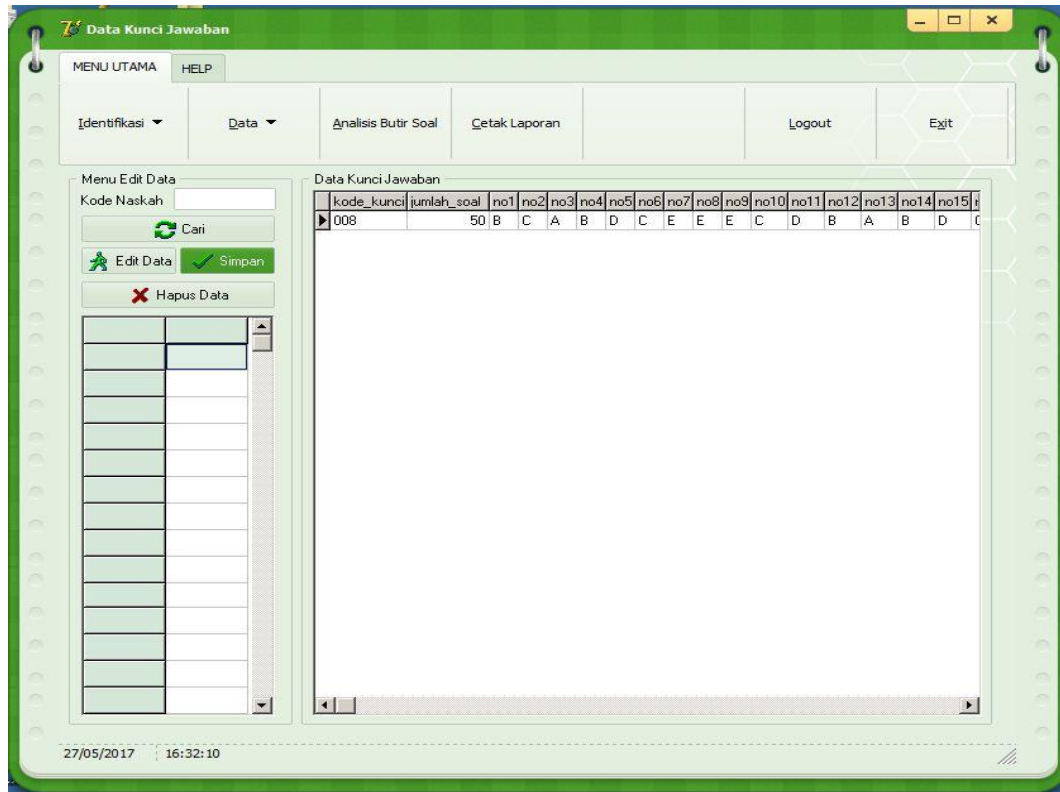 Data Kunci Jawaban
MENU UTAMA HELP
Identifikasi Data Analisis Butir Soal Cetak Laporan Logout Exit
Menu Edit Data
Kode Naskah
Cari
Edit Data Simpan
Hapus Data
Data Kunci Jawaban
kode_kunci jumlah_soal no1 no2 no3 no4 no5 no6 no7 no8 no9 no10 no11 no12 no13 no14 no15
008 50 B C A B D C E E E C D B A B D
27/05/2017 16:32:10